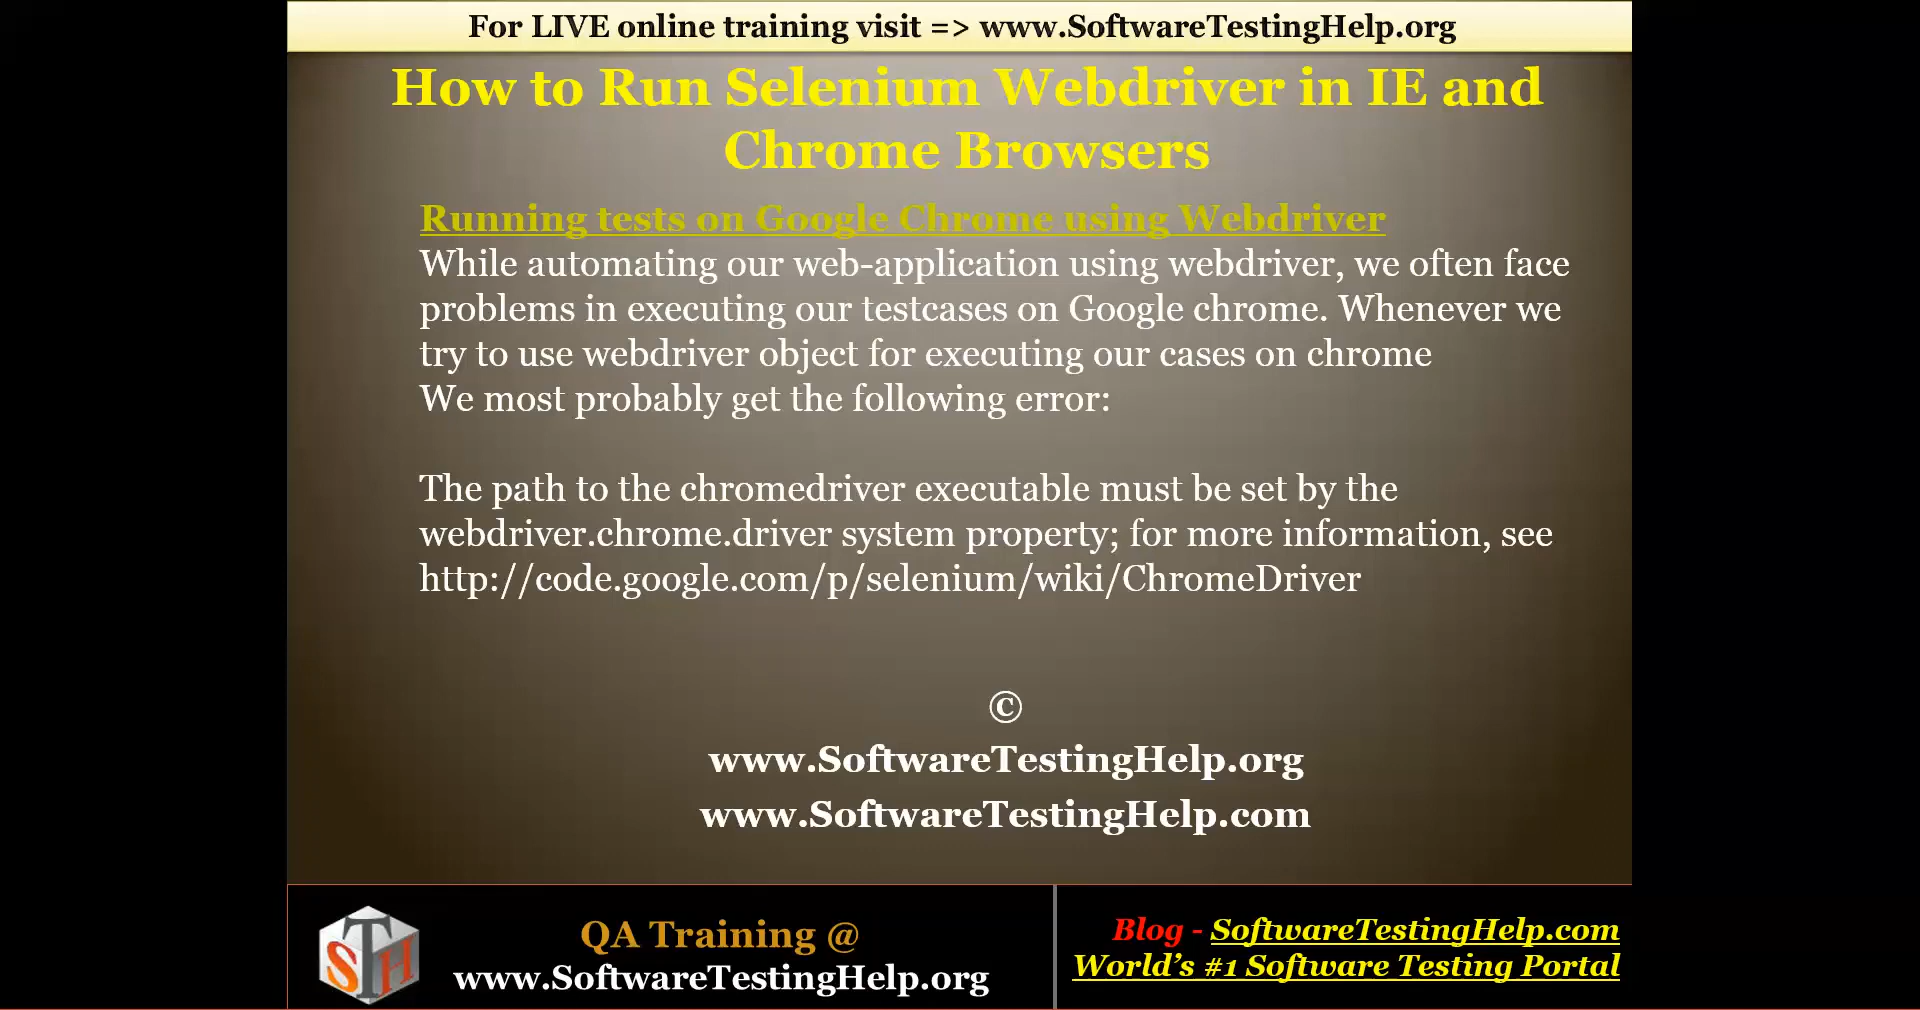 For LIVE online training visit => www.SoftwareTestingHelp.org
How to Run Selenium Webdriver in IE and
Chrome Browsers
Running tests on Google Chrome using Webdriver
While automating our web-application using webdriver, we often face
problems in executing our testcases on Google chrome. Whenever we
try to use webdriver object for executing our cases on chrome
We most probably get the following error:
The path to the chromedriver executable must be set by the
webdriver.chrome.driver system property; for more information, see
http://code.google.com/p/selenium/wiki/ChromeDriver
©
www.SoftwareTestingHelp.org
www.SoftwareTestingHelp.com
STH
QA Training @
www.SoftwareTestingHelp.org
Blog - SoftwareTestingHelp.com
World’s #1 Software Testing Portal